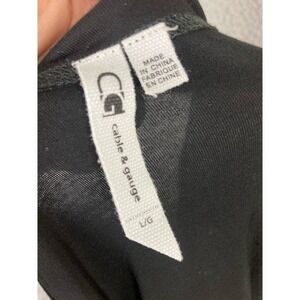 MADE
IN CHINA
FABRIQUE
EN CHINE
CG
cable & gauge
L/G